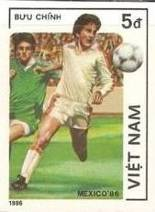 BƯU CHÍNH 5đ
VIỆT NAM
MEXICO'86
1986